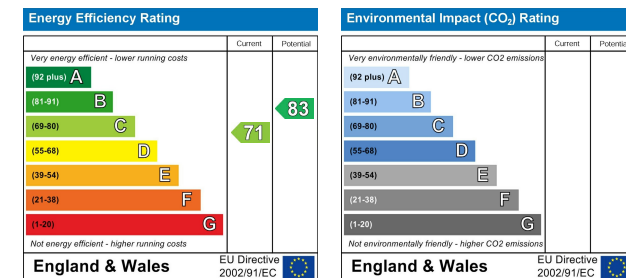 Energy Efficiency Rating
Current Potential
Very energy efficient - lower running costs
(92 plus) A
(81-91) B
83
(69-80) C
71
(55-68) D
(39-54) E
(21-38) F
(1-20) G
Not energy efficient - higher running costs
England & Wales
EU Directive
2002/91/EC
Environmental Impact (CO₂) Rating
Current Potential
Very environmentally friendly - lower CO2 emissions
(92 plus) A
(81-91) B
(69-80) C
(55-68) D
(39-54) E
(21-38) F
(1-20) G
Not environmentally friendly - higher CO2 emissions
England & Wales
EU Directive
2002/91/EC